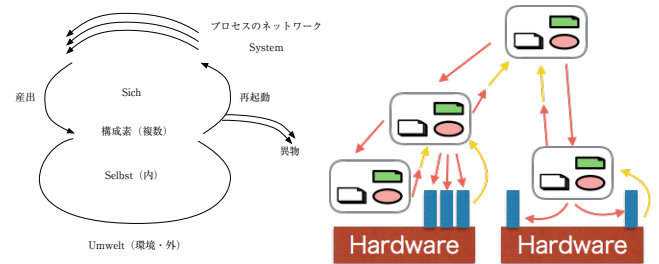 プロセスのネットワーク
System
産出
Sich
再起動
構成素（複数）
異物
Selbst（内）
Umwelt（環境・外）
Hardware
Hardware